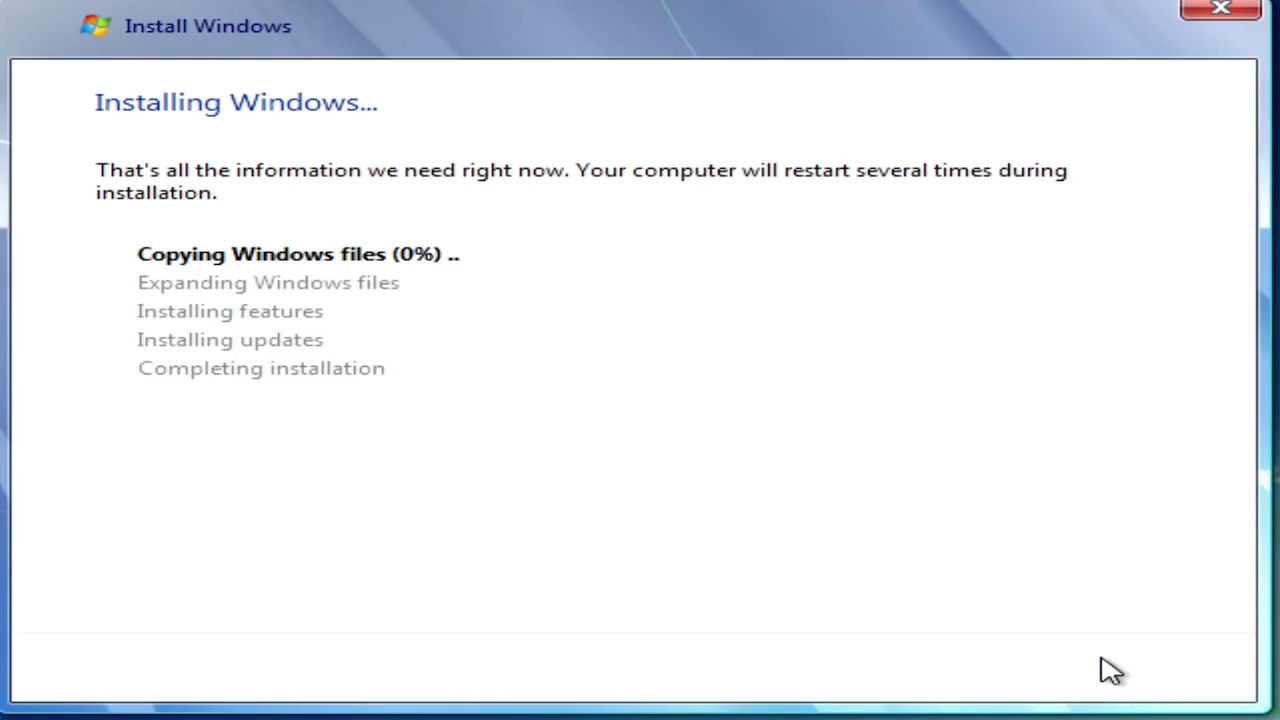 Install Windows
Installing Windows...
That's all the information we need right now. Your computer will restart several times during
installation.
Copying Windows files (0%) ..
Expanding Windows files
Installing features
Installing updates
Completing installation